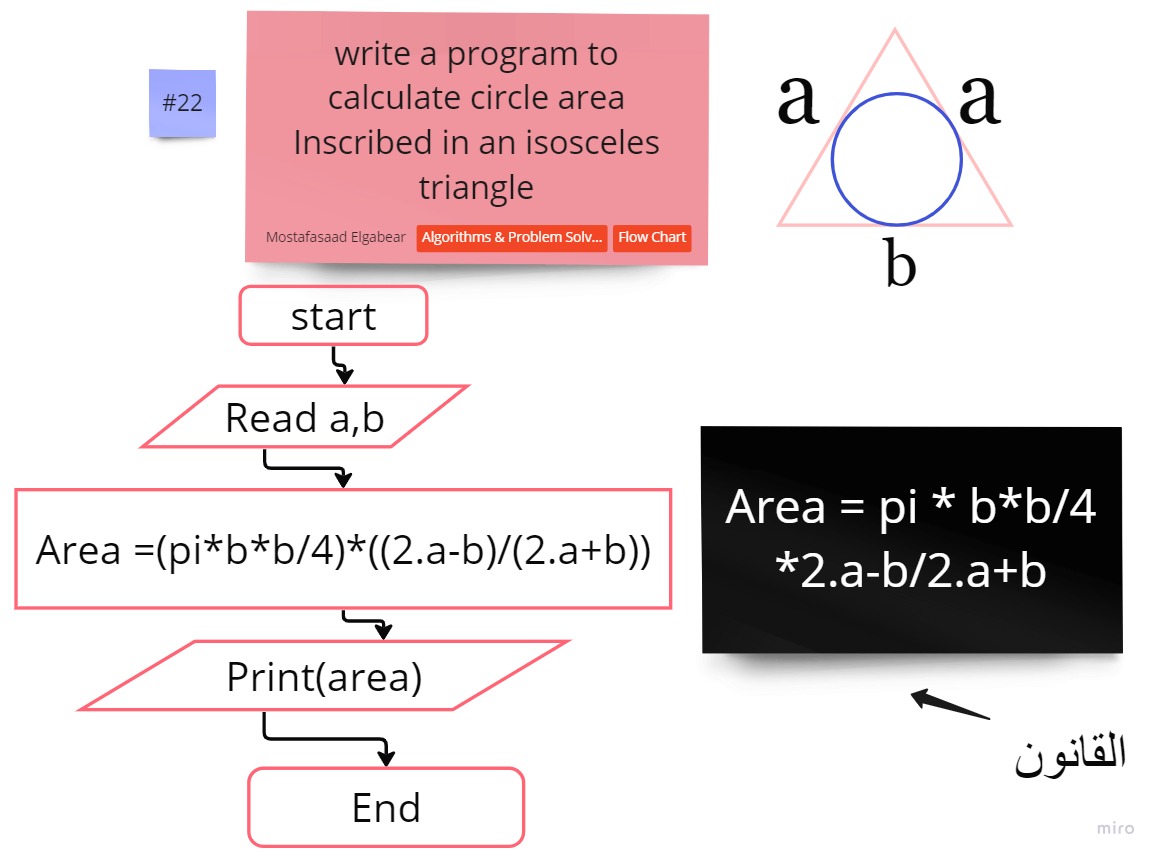 #22
write a program to
calculate circle area
Inscribed in an isosceles
triangle
Mostafasaad Elgabear
Algorithms & Problem Solv...
Flow Chart
a
a
b
start
Read a,b
Area =(pi*b*b/4)*((2.a-b)/(2.a+b))
Print(area)
End
Area = pi * b*b/4
*2.a-b/2.a+b
القانون
miro